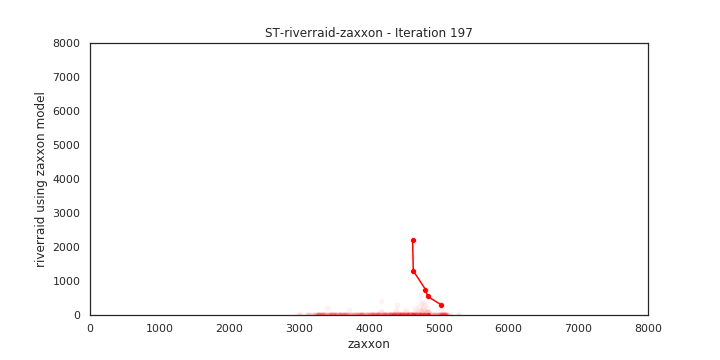 ST-riverraid-zaxxon - Iteration 197
8000
7000
6000
5000
4000
3000
2000
1000
0
riverraid using zaxxon model
0 1000 2000 3000 4000 5000 6000 7000 8000
zaxxon